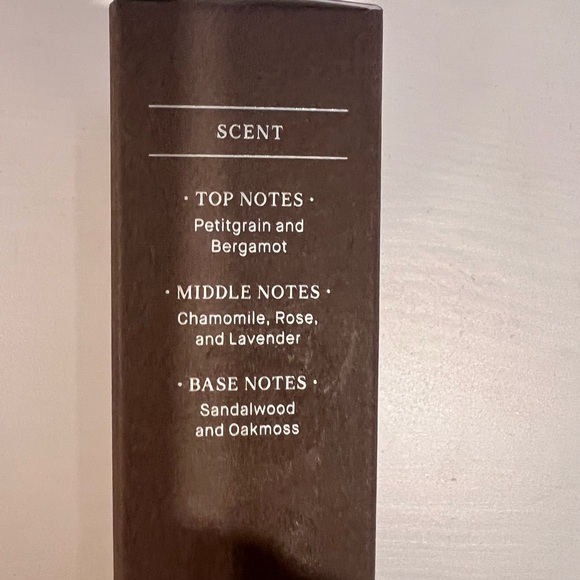 SCENT
· TOP NOTES ·
Petitgrain and
Bergamot
· MIDDLE NOTES ·
Chamomile, Rose,
and Lavender
· BASE NOTES ·
Sandalwood
and Oakmoss